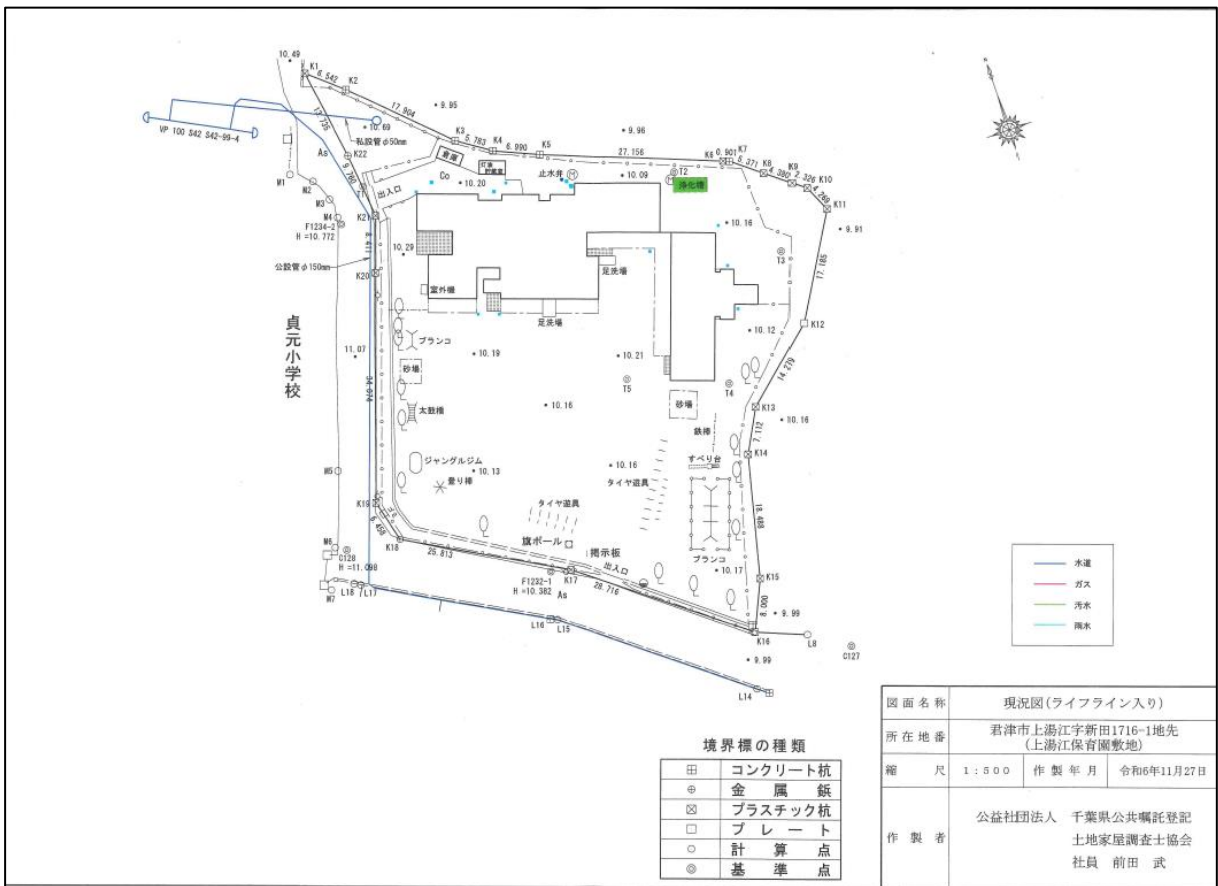 10.49
K1
6.542
K2
17.904
9.95
13.735
VP 100 S42 S42-99-4
10.69
私設管φ50mm
As
K22
9.760
K3
5.783
K4
6.990
K5
9.96
27.156
K6
0.901
K7
5.371
K8
4.380
K9
2.326
K10
4.269
K11
9.91
倉庫
Co
10.20
止水弁
M
10.09
T2
M
浄化槽
M1
M2
M3
M4
T1
出入口
K21
F1234-2
H=10.772
10.29
10.16
T3
17.185
公設管φ150mm
K20
室外機
足洗場
足洗場
K12
10.12
貞元小学校
11.07
34.074
ブランコ
砂場
太鼓橋
10.19
10.21
T5
T4
14.279
K13
10.16
10.16
砂場
7.112
鉄棒
K14
M5
ジャングルジム
10.13
登り棒
10.16
タイヤ遊具
すべり台
18.488
K19
6.458
タイヤ遊具
K18
25.813
旗ポール
掲示板
出入口
ブランコ
10.17
M6
C128
H=11.098
K17
F1232-1
H=10.382
As
28.716
K15
8.000
9.99
M7
L18
L17
L16
L15
K16
L8
C127
9.99
L14
水道
ガス
汚水
雨水
境界標の種類
コンクリート杭
金属鋲
プラスチック杭
プレート
計算点
基準点
図面名称 現況図(ライフライン入り)
所在地番 君津市上湯江字新田1716-1地先
(上湯江保育園敷地)
縮尺 1:500 作製年月 令和6年11月27日
作製者 公益社団法人 千葉県公共嘱託登記
土地家屋調査士協会
社員 前田 武